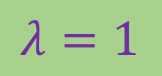 λ = 1